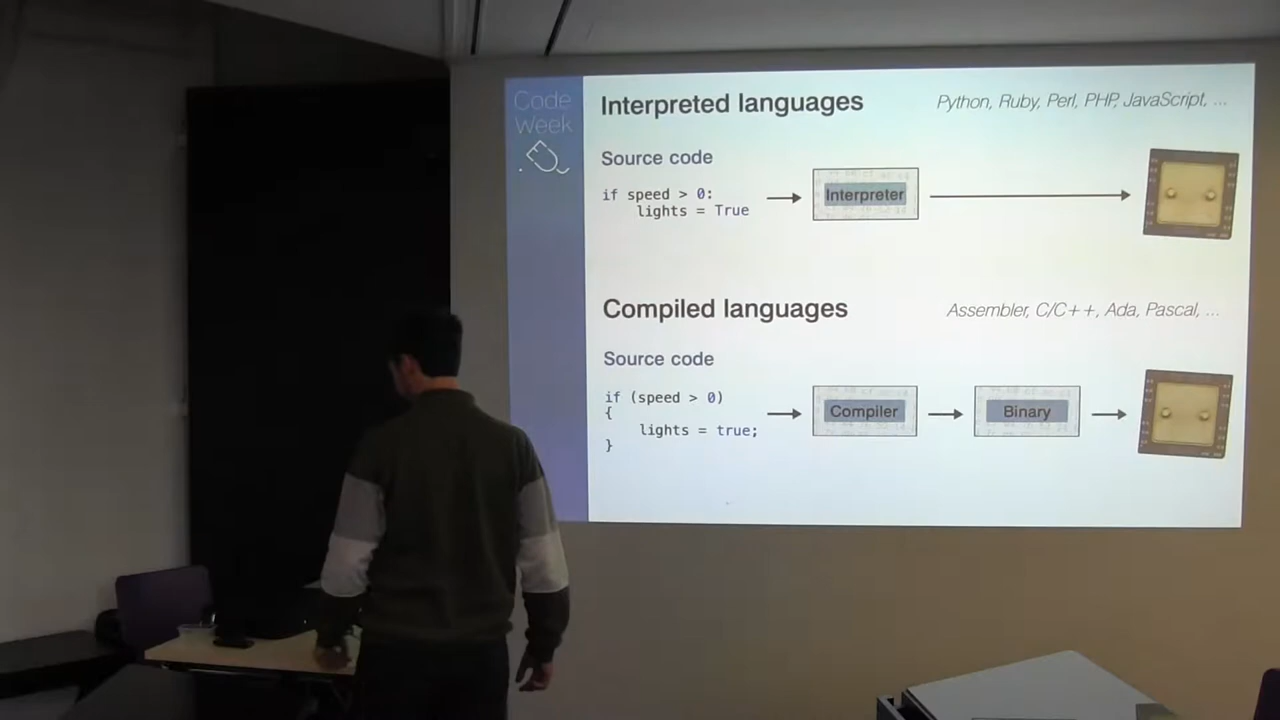 Code
Week
Interpreted languages
Python, Ruby, Perl, PHP, JavaScript, ...
Source code
if speed > 0:
lights = True
Interpreter
Compiled languages
Assembler, C/C++, Ada, Pascal, ...
Source code
if (speed > 0)
{
lights = true;
}
Compiler
Binary